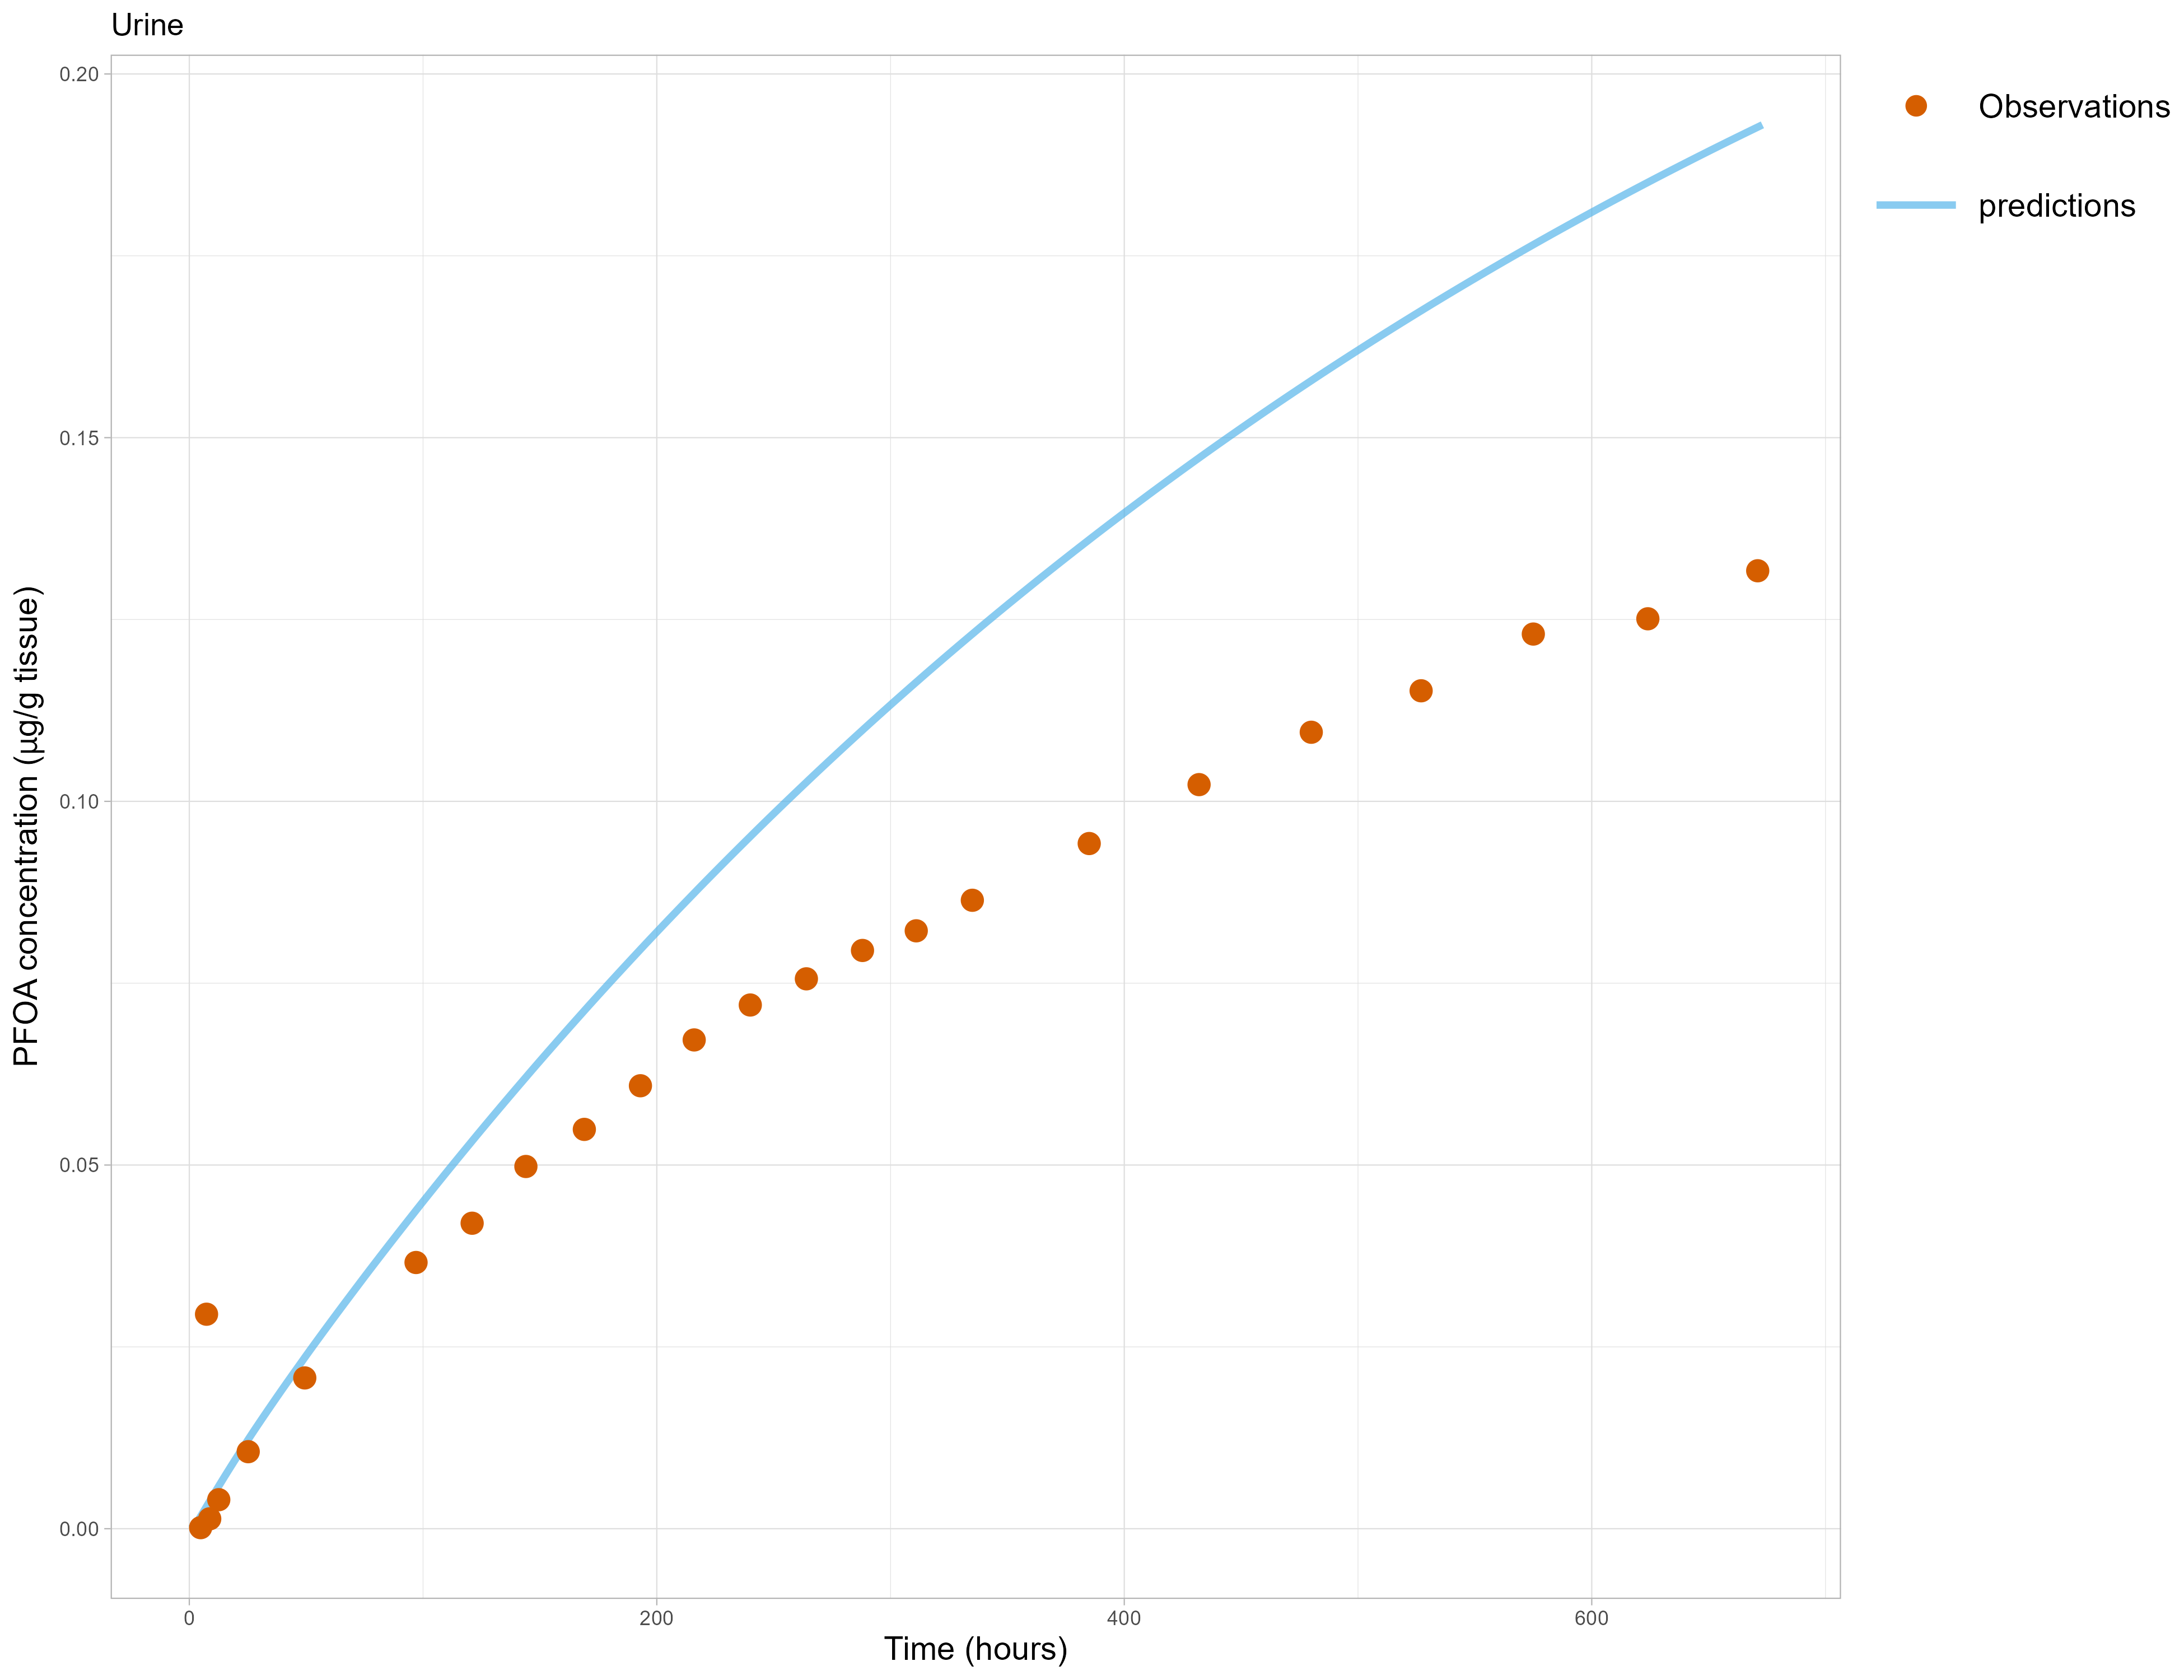 Urine
0.20
0.15
0.10
0.05
0.00
PFOA concentration (µg/g tissue)
0
200
400
600
Time (hours)
Observations
predictions